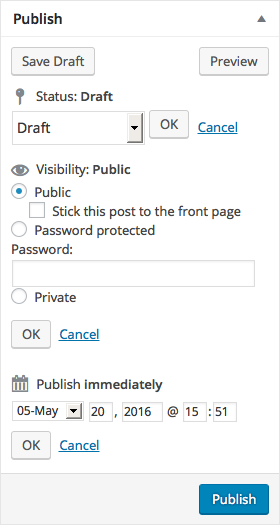 Publish
Save Draft Preview
Status: Draft
Draft OK Cancel
Visibility: Public
Public
Stick this post to the front page
Password protected
Password:
Private
OK Cancel
Publish immediately
05-May 20 , 2016 @ 15 : 51
OK Cancel
Publish